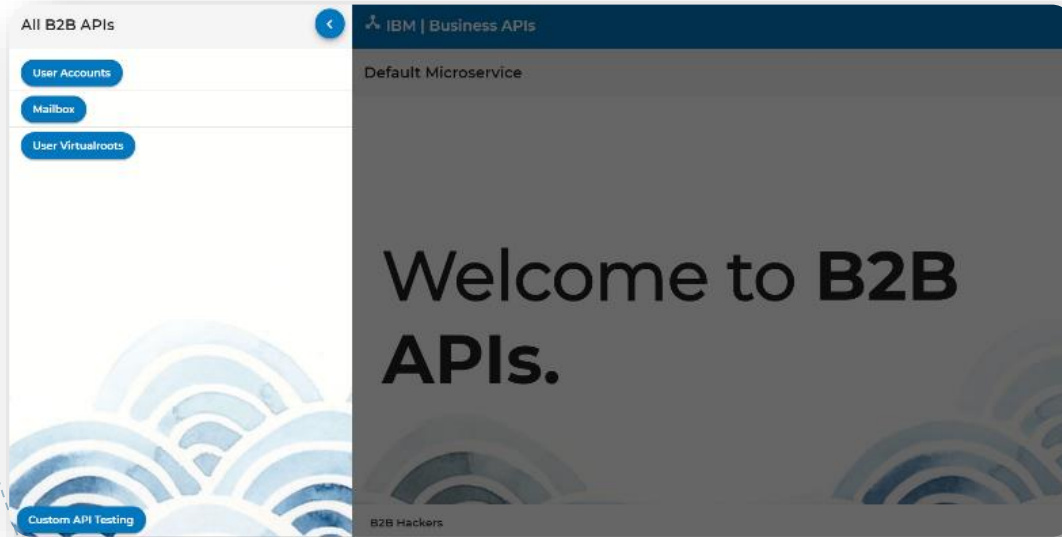 All B2B APIs
User Accounts
Mailbox
User Virtualroots
Custom API Testing
IBM | Business APIs
Default Microservice
Welcome to B2B
APIs.
B2B Hackers